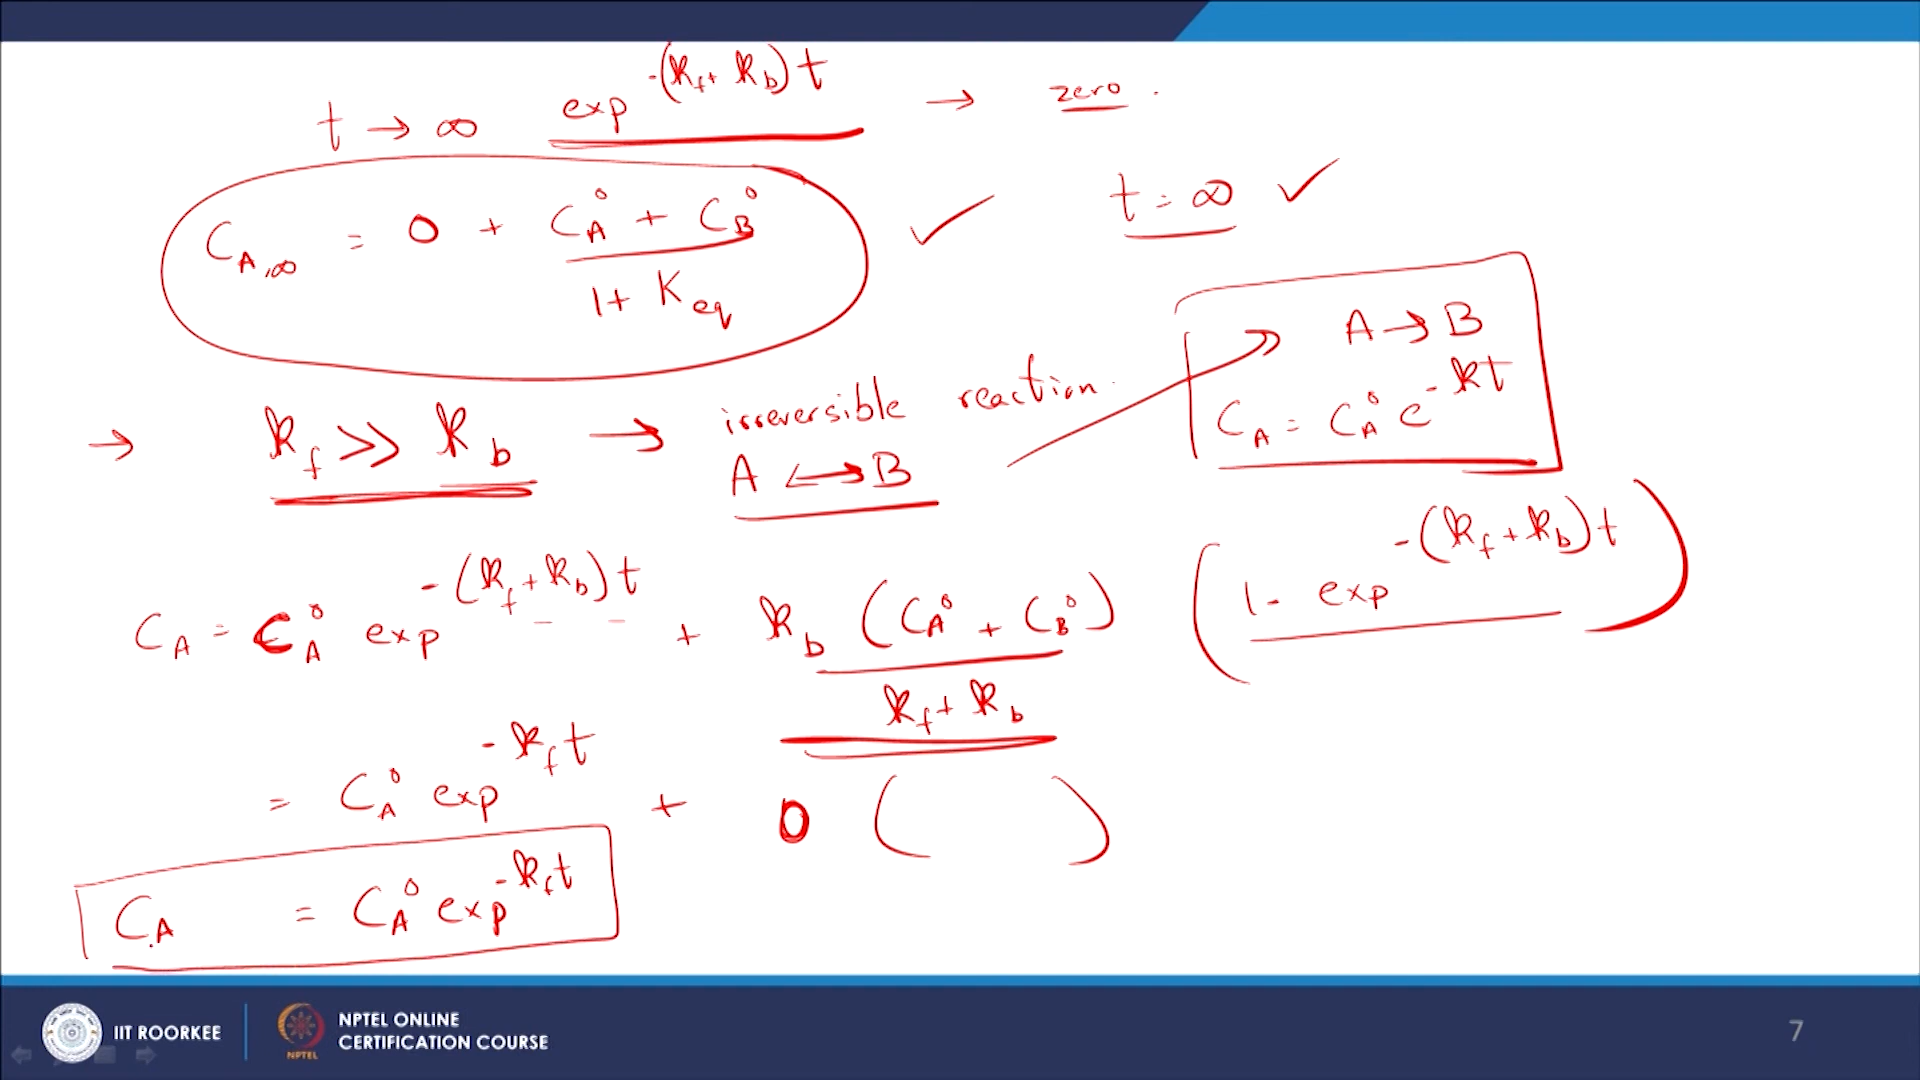 t → ∞ exp^-(k_f + k_b)t → zero.
C_A,∞ = 0 + (C_A^0 + C_B^0) / (1 + K_eq) ✓ t = ∞ ✓
A → B
C_A = C_A^0 e^-kt
→ k_f >> k_b → irreversible reaction.
A ↔ B
C_A = C_A^0 exp^-(k_f + k_b)t + k_b (C_A^0 + C_B^0) / (k_f + k_b) (1 - exp^-(k_f + k_b)t)
= C_A^0 exp^-k_f t + 0 ( )
C_A = C_A^0 exp^-k_f t
IIT ROORKEE
NPTEL
NPTEL ONLINE
CERTIFICATION COURSE
7